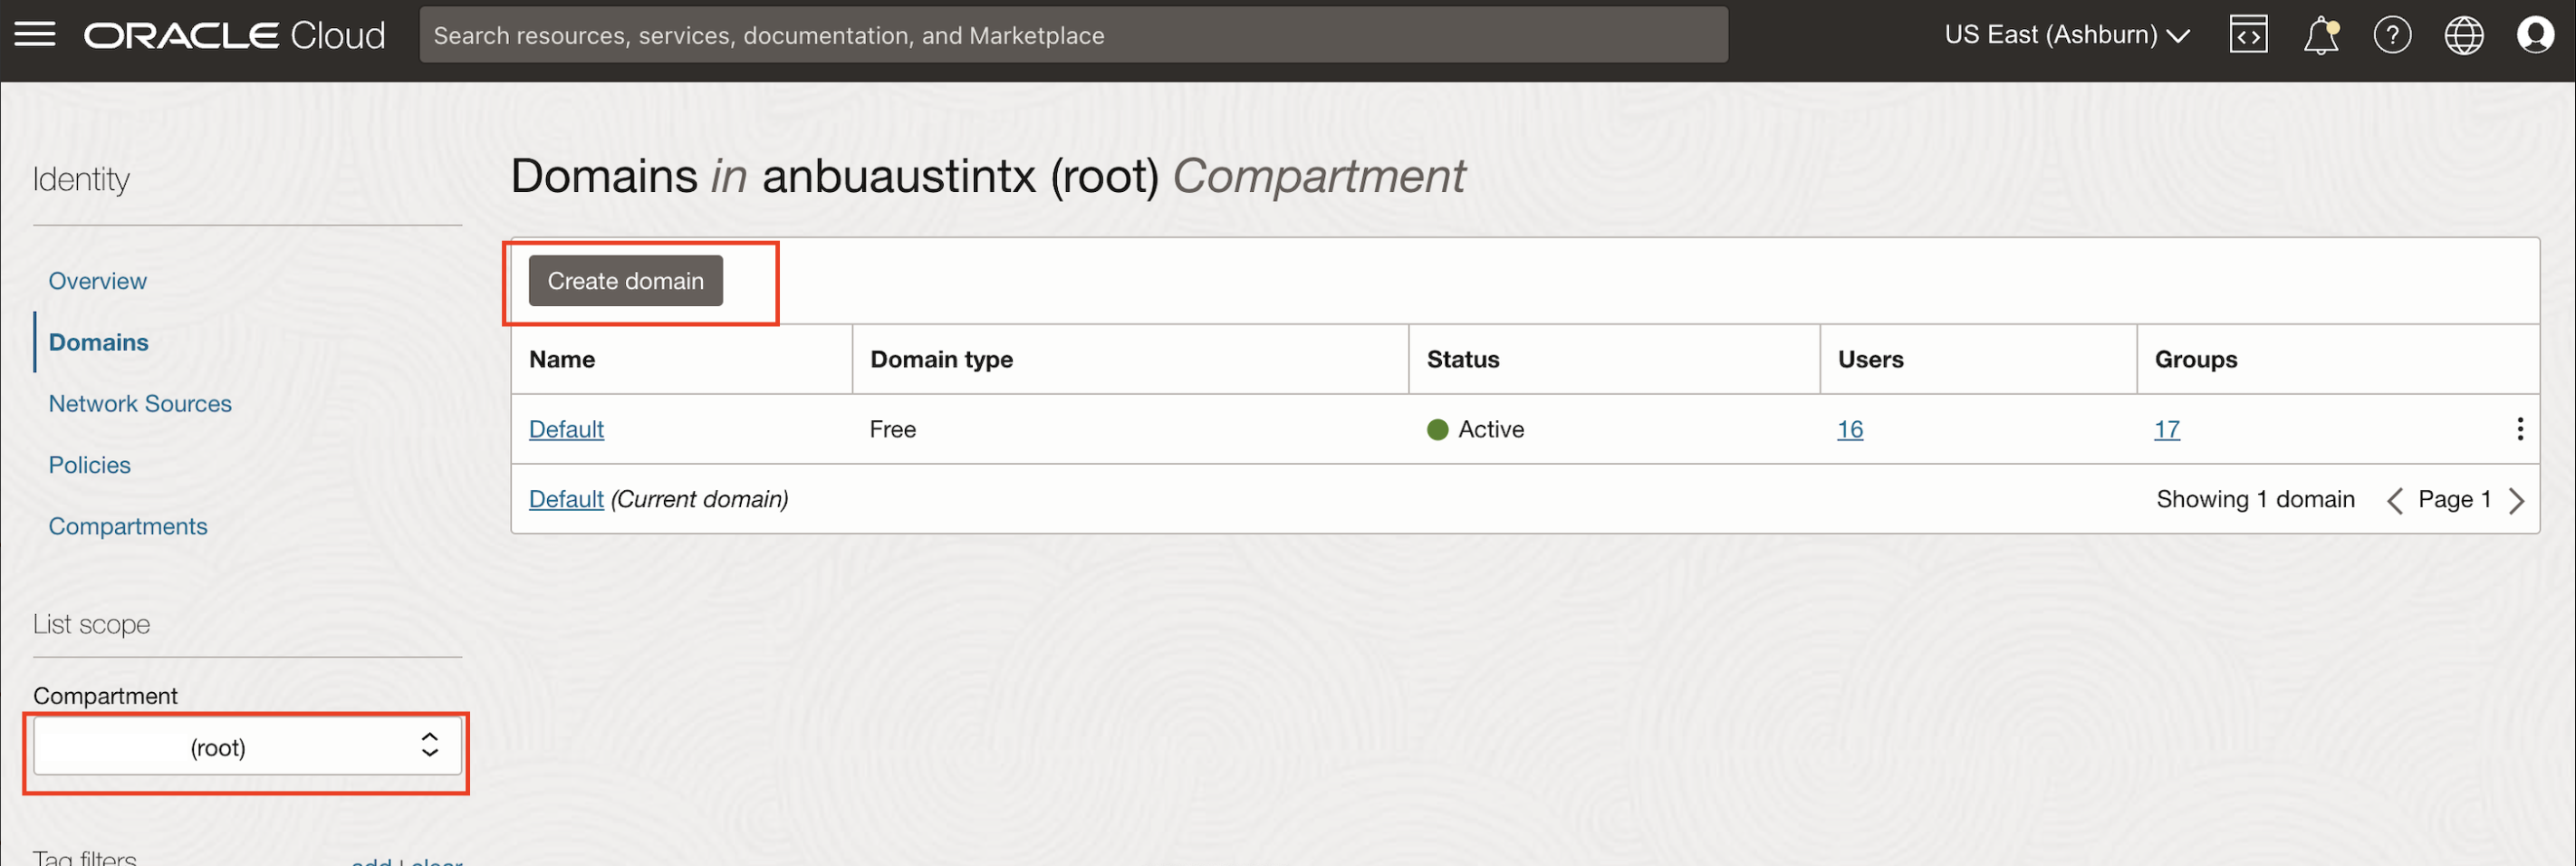 ORACLE Cloud
Search resources, services, documentation, and Marketplace
US East (Ashburn)
Identity
Overview
Domains
Network Sources
Policies
Compartments
List scope
Compartment
(root)
Tag filters
add | clear
Domains in anbuaustintx (root) Compartment
Create domain
Name Domain type Status Users Groups
Default Free Active 16 17
Default (Current domain) Showing 1 domain Page 1